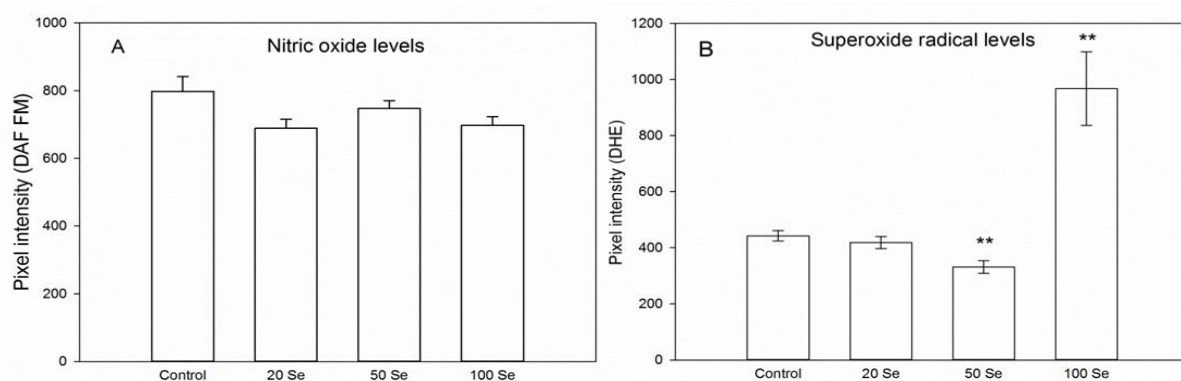 A
Nitric oxide levels
Pixel intensity (DAF FM)
1000
800
600
400
200
0
Control 20 Se 50 Se 100 Se
B
Superoxide radical levels
Pixel intensity (DHE)
1200
1000
800
600
400
200
0
**
**
Control 20 Se 50 Se 100 Se